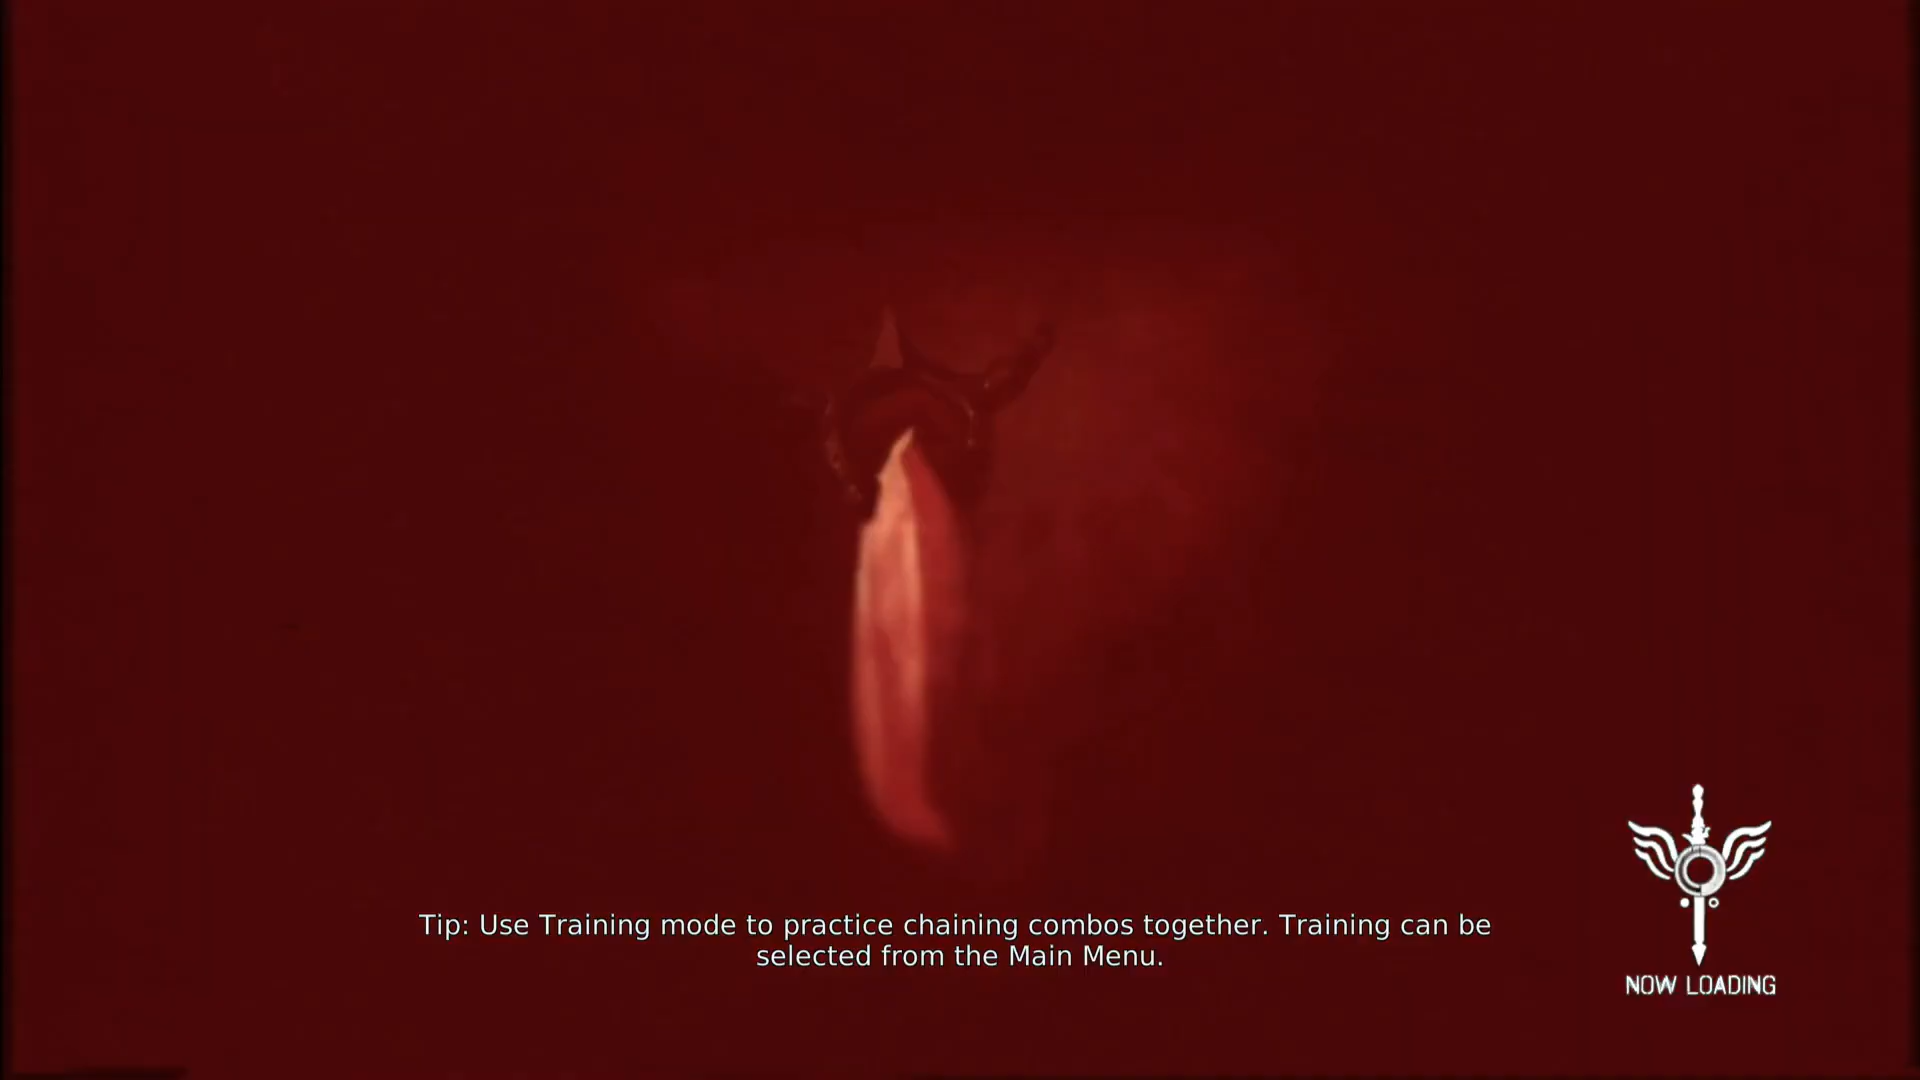 Tip: Use Training mode to practice chaining combos together. Training can be
selected from the Main Menu.
NOW LOADING